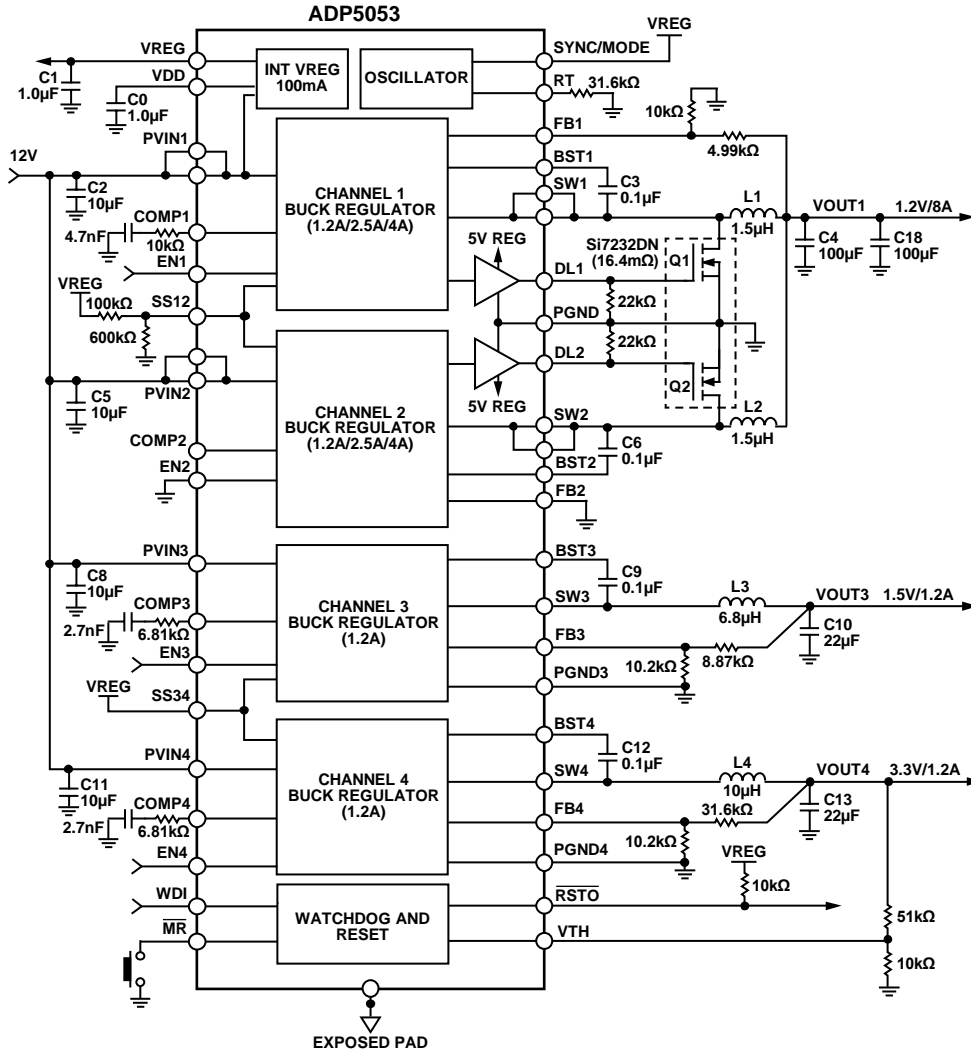 ADP5053
VREG
C1
1.0µF
VDD
C0
1.0µF
INT VREG
100mA
OSCILLATOR
SYNC/MODE
VREG
RT
31.6kΩ
10kΩ
FB1
4.99kΩ
PVIN1
12V
C2
10µF
COMP1
4.7nF
10kΩ
EN1
VREG
100kΩ
SS12
600kΩ
CHANNEL 1
BUCK REGULATOR
(1.2A/2.5A/4A)
BST1
C3
0.1µF
SW1
L1
1.5µH
VOUT1
1.2V/8A
C4
100µF
C18
100µF
5V REG
Si7232DN
(16.4mΩ)
Q1
DL1
22kΩ
PGND
22kΩ
DL2
5V REG
Q2
PVIN2
C5
10µF
COMP2
EN2
CHANNEL 2
BUCK REGULATOR
(1.2A/2.5A/4A)
SW2
L2
1.5µH
C6
0.1µF
BST2
FB2
PVIN3
C8
10µF
COMP3
2.7nF
6.81kΩ
EN3
VREG
SS34
CHANNEL 3
BUCK REGULATOR
(1.2A)
BST3
C9
0.1µF
SW3
L3
6.8µH
VOUT3
1.5V/1.2A
C10
22µF
FB3
8.87kΩ
10.2kΩ
PGND3
PVIN4
C11
10µF
COMP4
2.7nF
6.81kΩ
EN4
CHANNEL 4
BUCK REGULATOR
(1.2A)
BST4
C12
0.1µF
SW4
L4
10µH
VOUT4
3.3V/1.2A
C13
22µF
FB4
31.6kΩ
10.2kΩ
PGND4
VREG
10kΩ
WDI
MR
WATCHDOG AND
RESET
RSTO
VTH
51kΩ
10kΩ
EXPOSED PAD